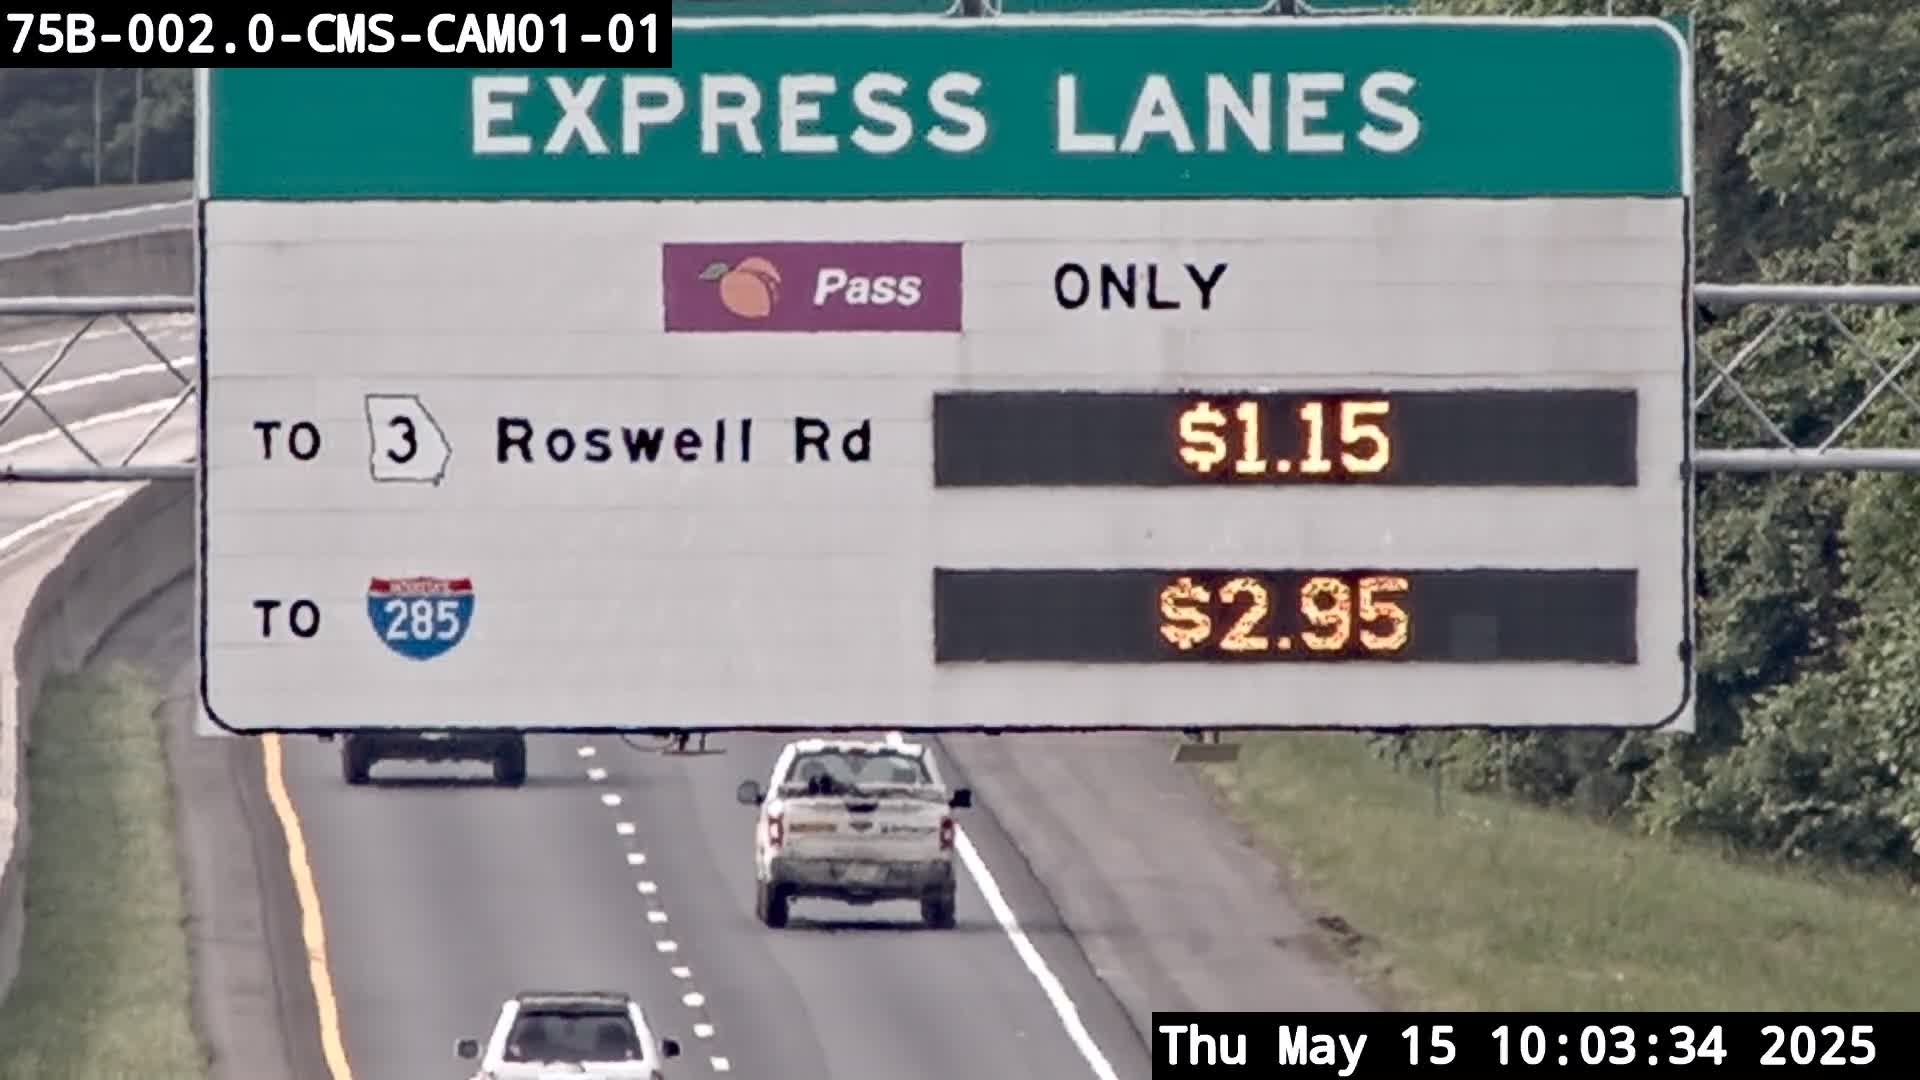 75B-002.0-CMS-CAM01-01
EXPRESS LANES
Pass ONLY
TO 3 Roswell Rd $1.15
TO INTERSTATE 285 $2.95
Thu May 15 10:03:34 2025